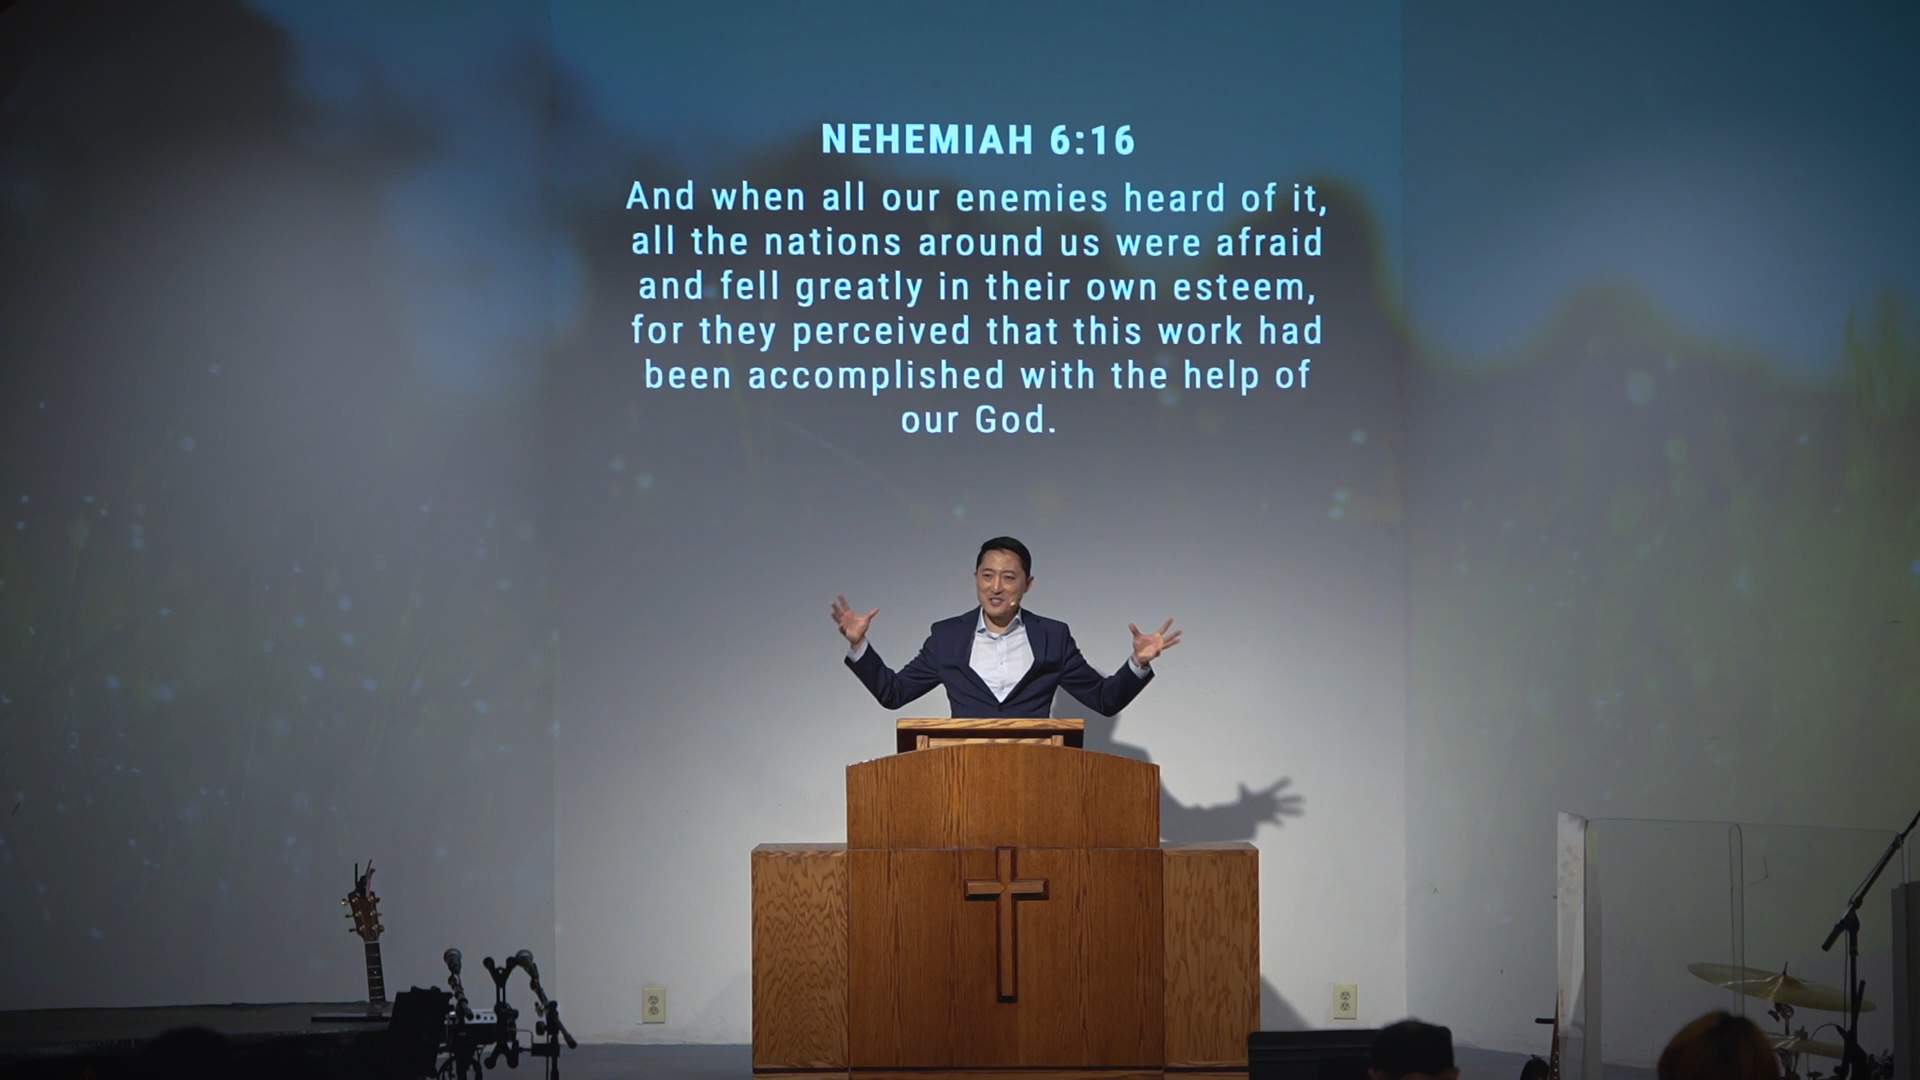 NEHEMIAH 6:16
And when all our enemies heard of it,
all the nations around us were afraid
and fell greatly in their own esteem,
for they perceived that this work had
been accomplished with the help of
our God.